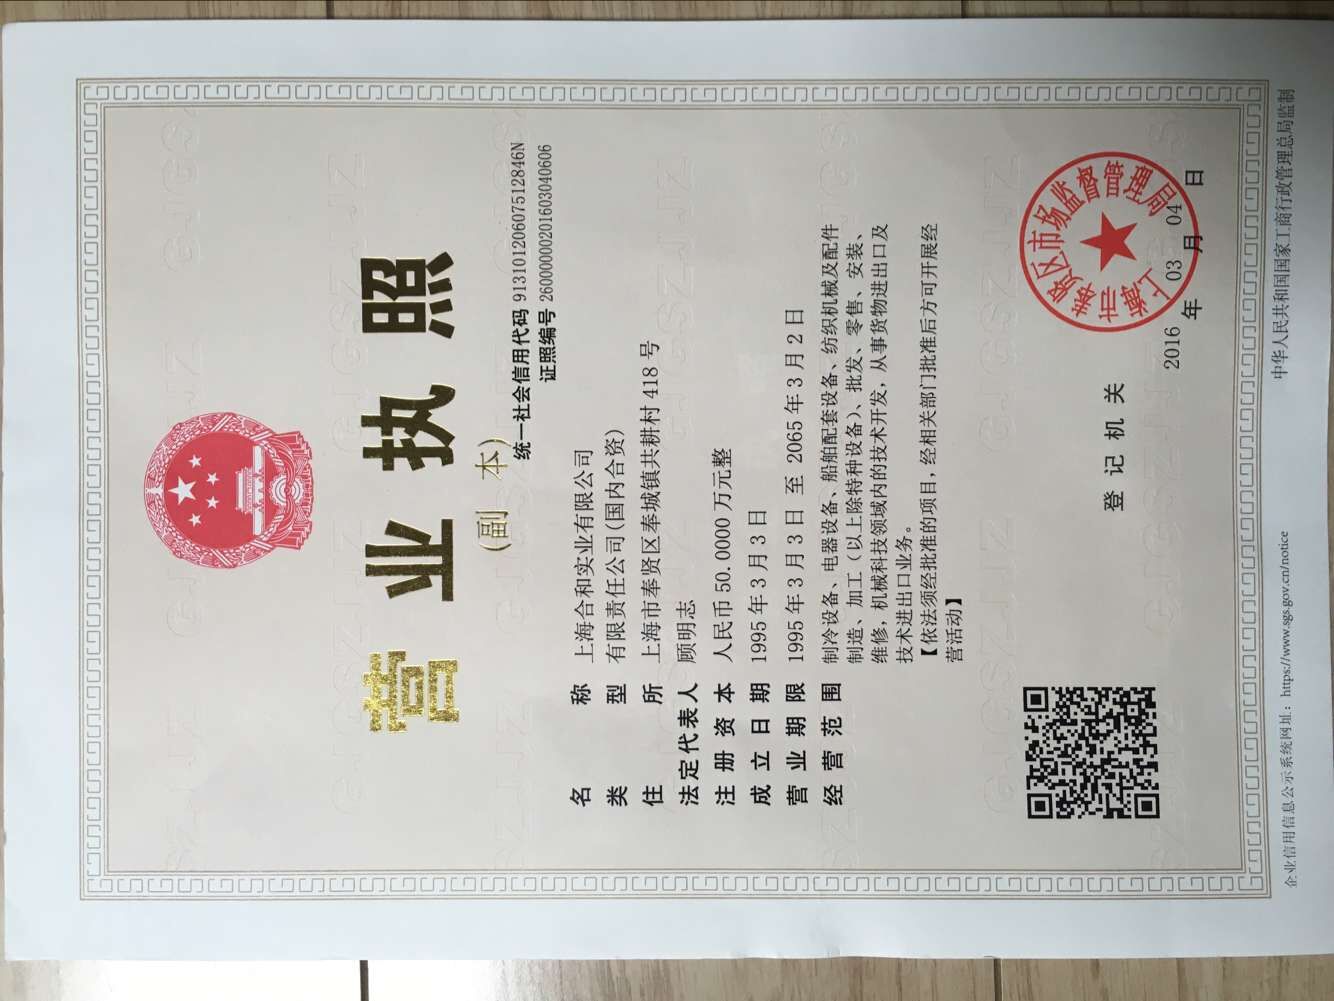 营业执照
(副 本)
统一社会信用代码 91310120607512846N
证照编号 26000000201603040606
名 称 上海合和实业有限公司
类 型 有限责任公司(国内合资)
住 所 上海市奉贤区奉城镇共耕村 418 号
法定代表人 顾明志
注 册 资 本 人民币 50.0000 万元整
成 立 日 期 1995 年 3 月 3 日
营 业 期 限 1995 年 3 月 3 日 至 2065 年 3 月 2 日
经 营 范 围 制冷设备、电器设备、船舶配套设备、纺织机械及配件
制造、加工（以上除特种设备）、批发、零售、安装、
维修，机械科技领域内的技术开发，从事货物进出口及
技术进出口业务。
【依法须经批准的项目，经相关部门批准后方可开展经
营活动】
登 记 机 关
上海市奉贤区市场监督管理局
2016 年 03 月 04 日
企业信用信息公示系统网址：https://www.sgs.gov.cn/notice
中华人民共和国国家工商行政管理总局监制